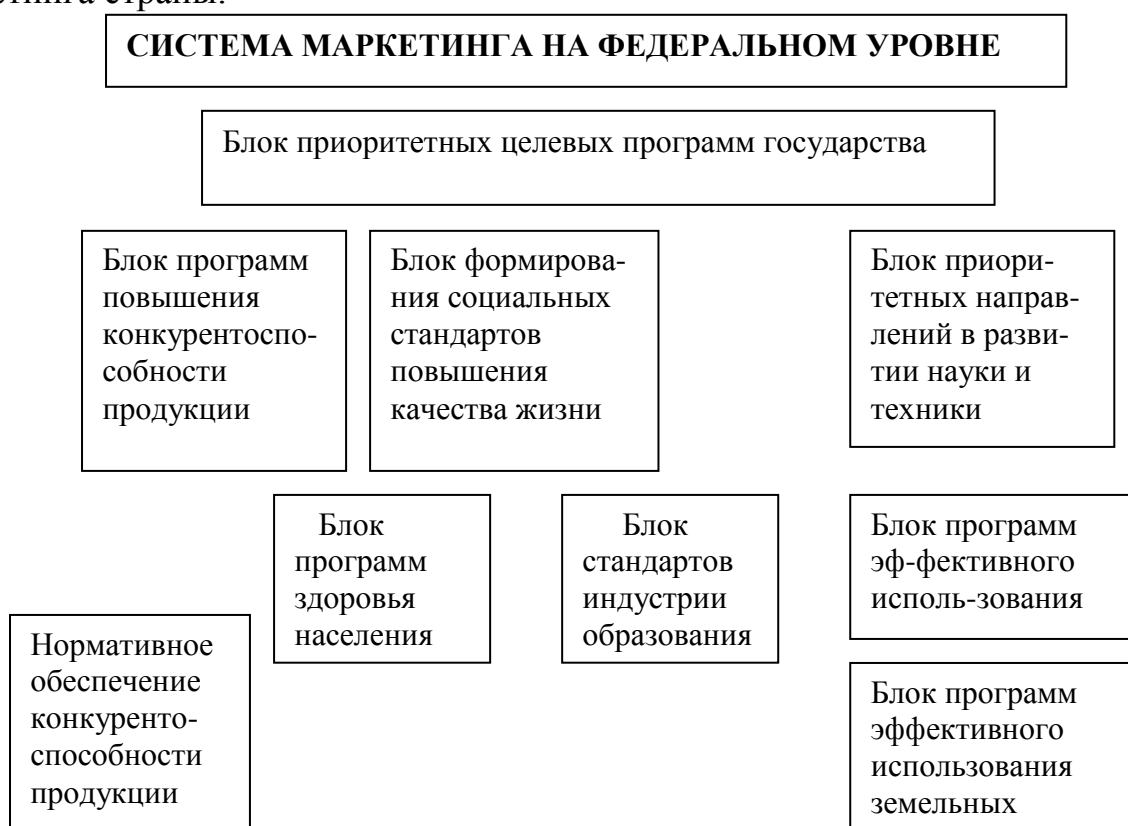 СИСТЕМА МАРКЕТИНГА НА ФЕДЕРАЛЬНОМ УРОВНЕ
Блок приоритетных целевых программ государства
Блок программ
повышения
конкурентоспо-
собности
продукции
Блок формирова-
ния социальных
стандартов
повышения
качества жизни
Блок приори-
тетных направ-
лений в разви-
тии науки и
техники
Блок
программ
здоровья
населения
Блок
стандартов
индустрии
образования
Блок программ
эф-фективного
исполь-зования
Нормативное
обеспечение
конкуренто-
способности
продукции
Блок программ
эффективного
использования
земельных